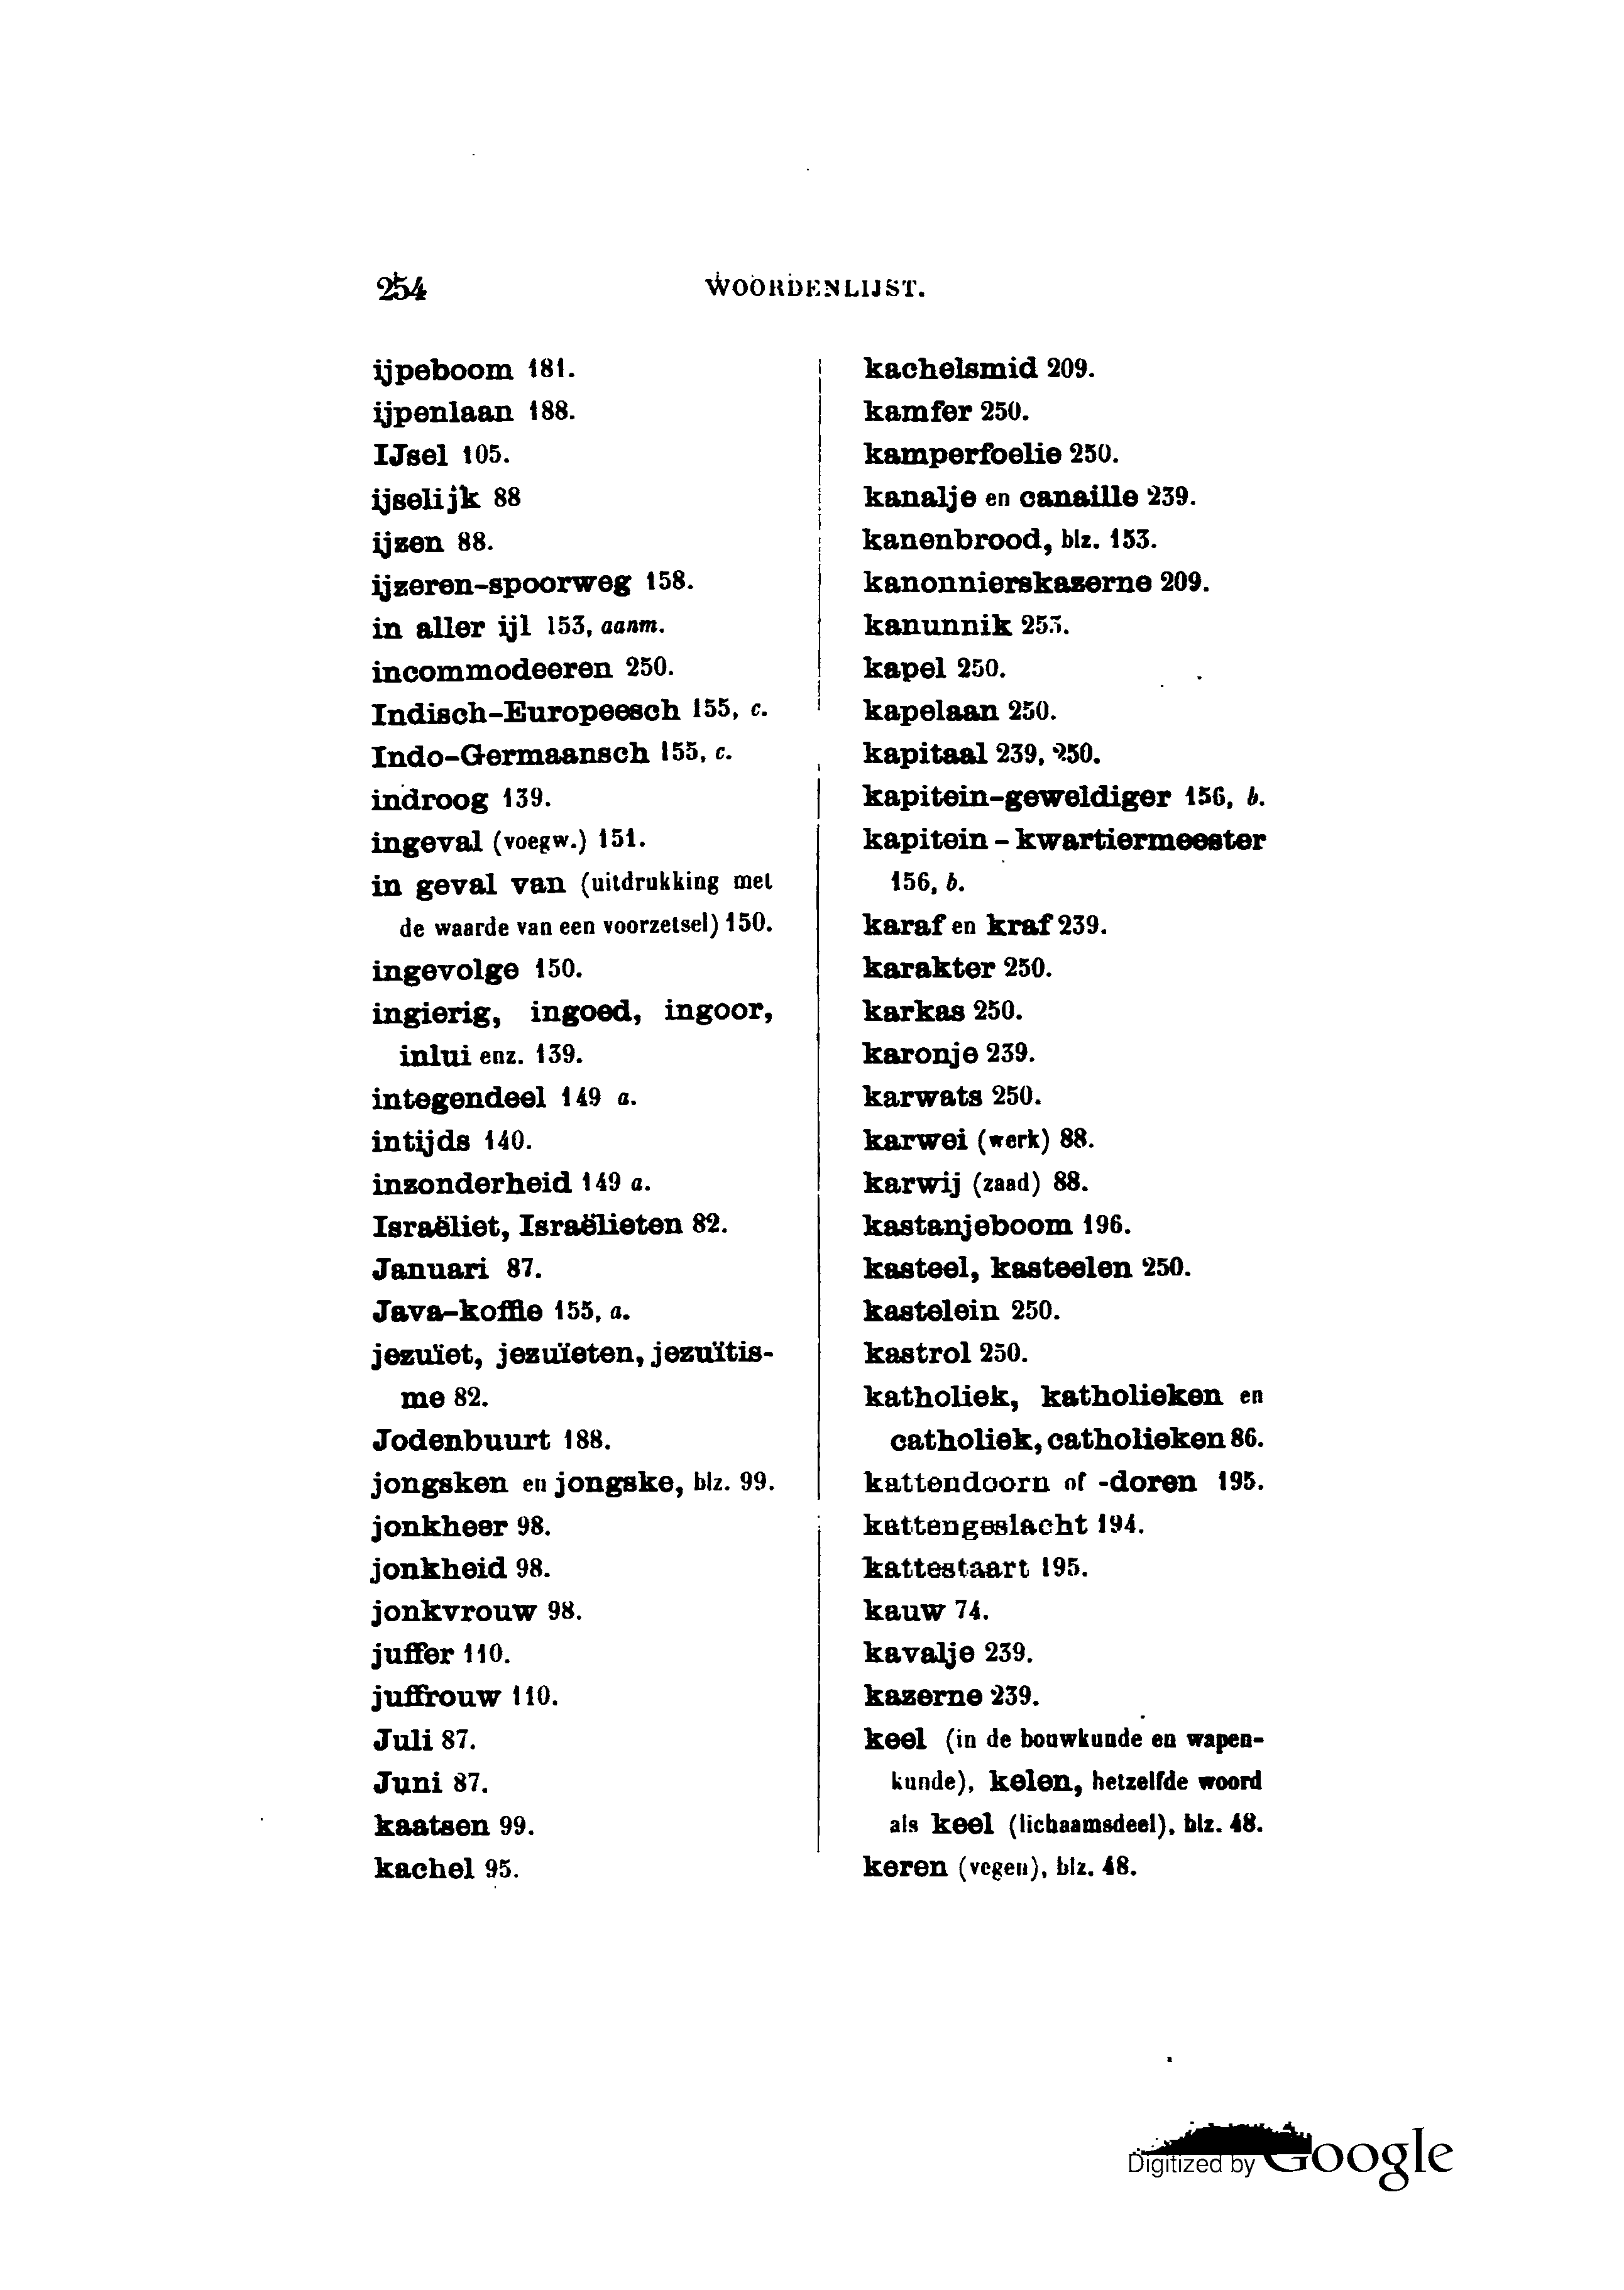 254
WOORDENLIJST.
ijpeboom 181.
ijpenlaan 188.
IJsel 105.
ijselijk 88
ijzen 88.
ijzeren-spoorweg 158.
in aller ijl 153, aanm.
incommodeeren 250.
Indisch-Europeesch 155, c.
Indo-Germaansch 155, c.
indroog 139.
ingeval (voegw.) 151.
in geval van (uitdrukking met
de waarde van een voorzetsel) 150.
ingevolge 150.
ingierig, ingoed, ingoor,
inlui enz. 139.
integendeel 149 a.
intijds 140.
inzonderheid 149 a.
Israëliet, Israëlieten 82.
Januari 87.
Java-koffie 155, a.
jezuïet, jezuïeten, jezuïtis-
me 82.
Jodenbuurt 188.
jongsken en jongske, blz. 99.
jonkheer 98.
jonkheid 98.
jonkvrouw 98.
juffer 110.
juffrouw 110.
Juli 87.
Juni 87.
kaatsen 99.
kachel 95.
kachelsmid 209.
kamfer 250.
kamperfoelie 250.
kanalje en canaille 239.
kanenbrood, blz. 153.
kanonnierskazerne 209.
kanunnik 253.
kapel 250.
kapelaan 250.
kapitaal 239, 250.
kapitein-geweldiger 156, b.
kapitein-kwartiermeester
156, b.
karaf en kraf 239.
karakter 250.
karkas 250.
karonje 239.
karwats 250.
karwei (werk) 88.
karwij (zaad) 88.
kastanjeboom 196.
kasteel, kasteelen 250.
kastelein 250.
kastrol 250.
katholiek, katholieken en
catholiek, catholieken 86.
kattendoorn of -doren 195.
kattengeslacht 194.
kattestaart 195.
kauw 74.
kavalje 239.
kazerne 239.
keel (in de bouwkunde en wapen-
kunde), kelen, hetzelfde woord
als keel (lichaamsdeel), blz. 48.
keren (vegen), blz. 48.
Digitized by Google